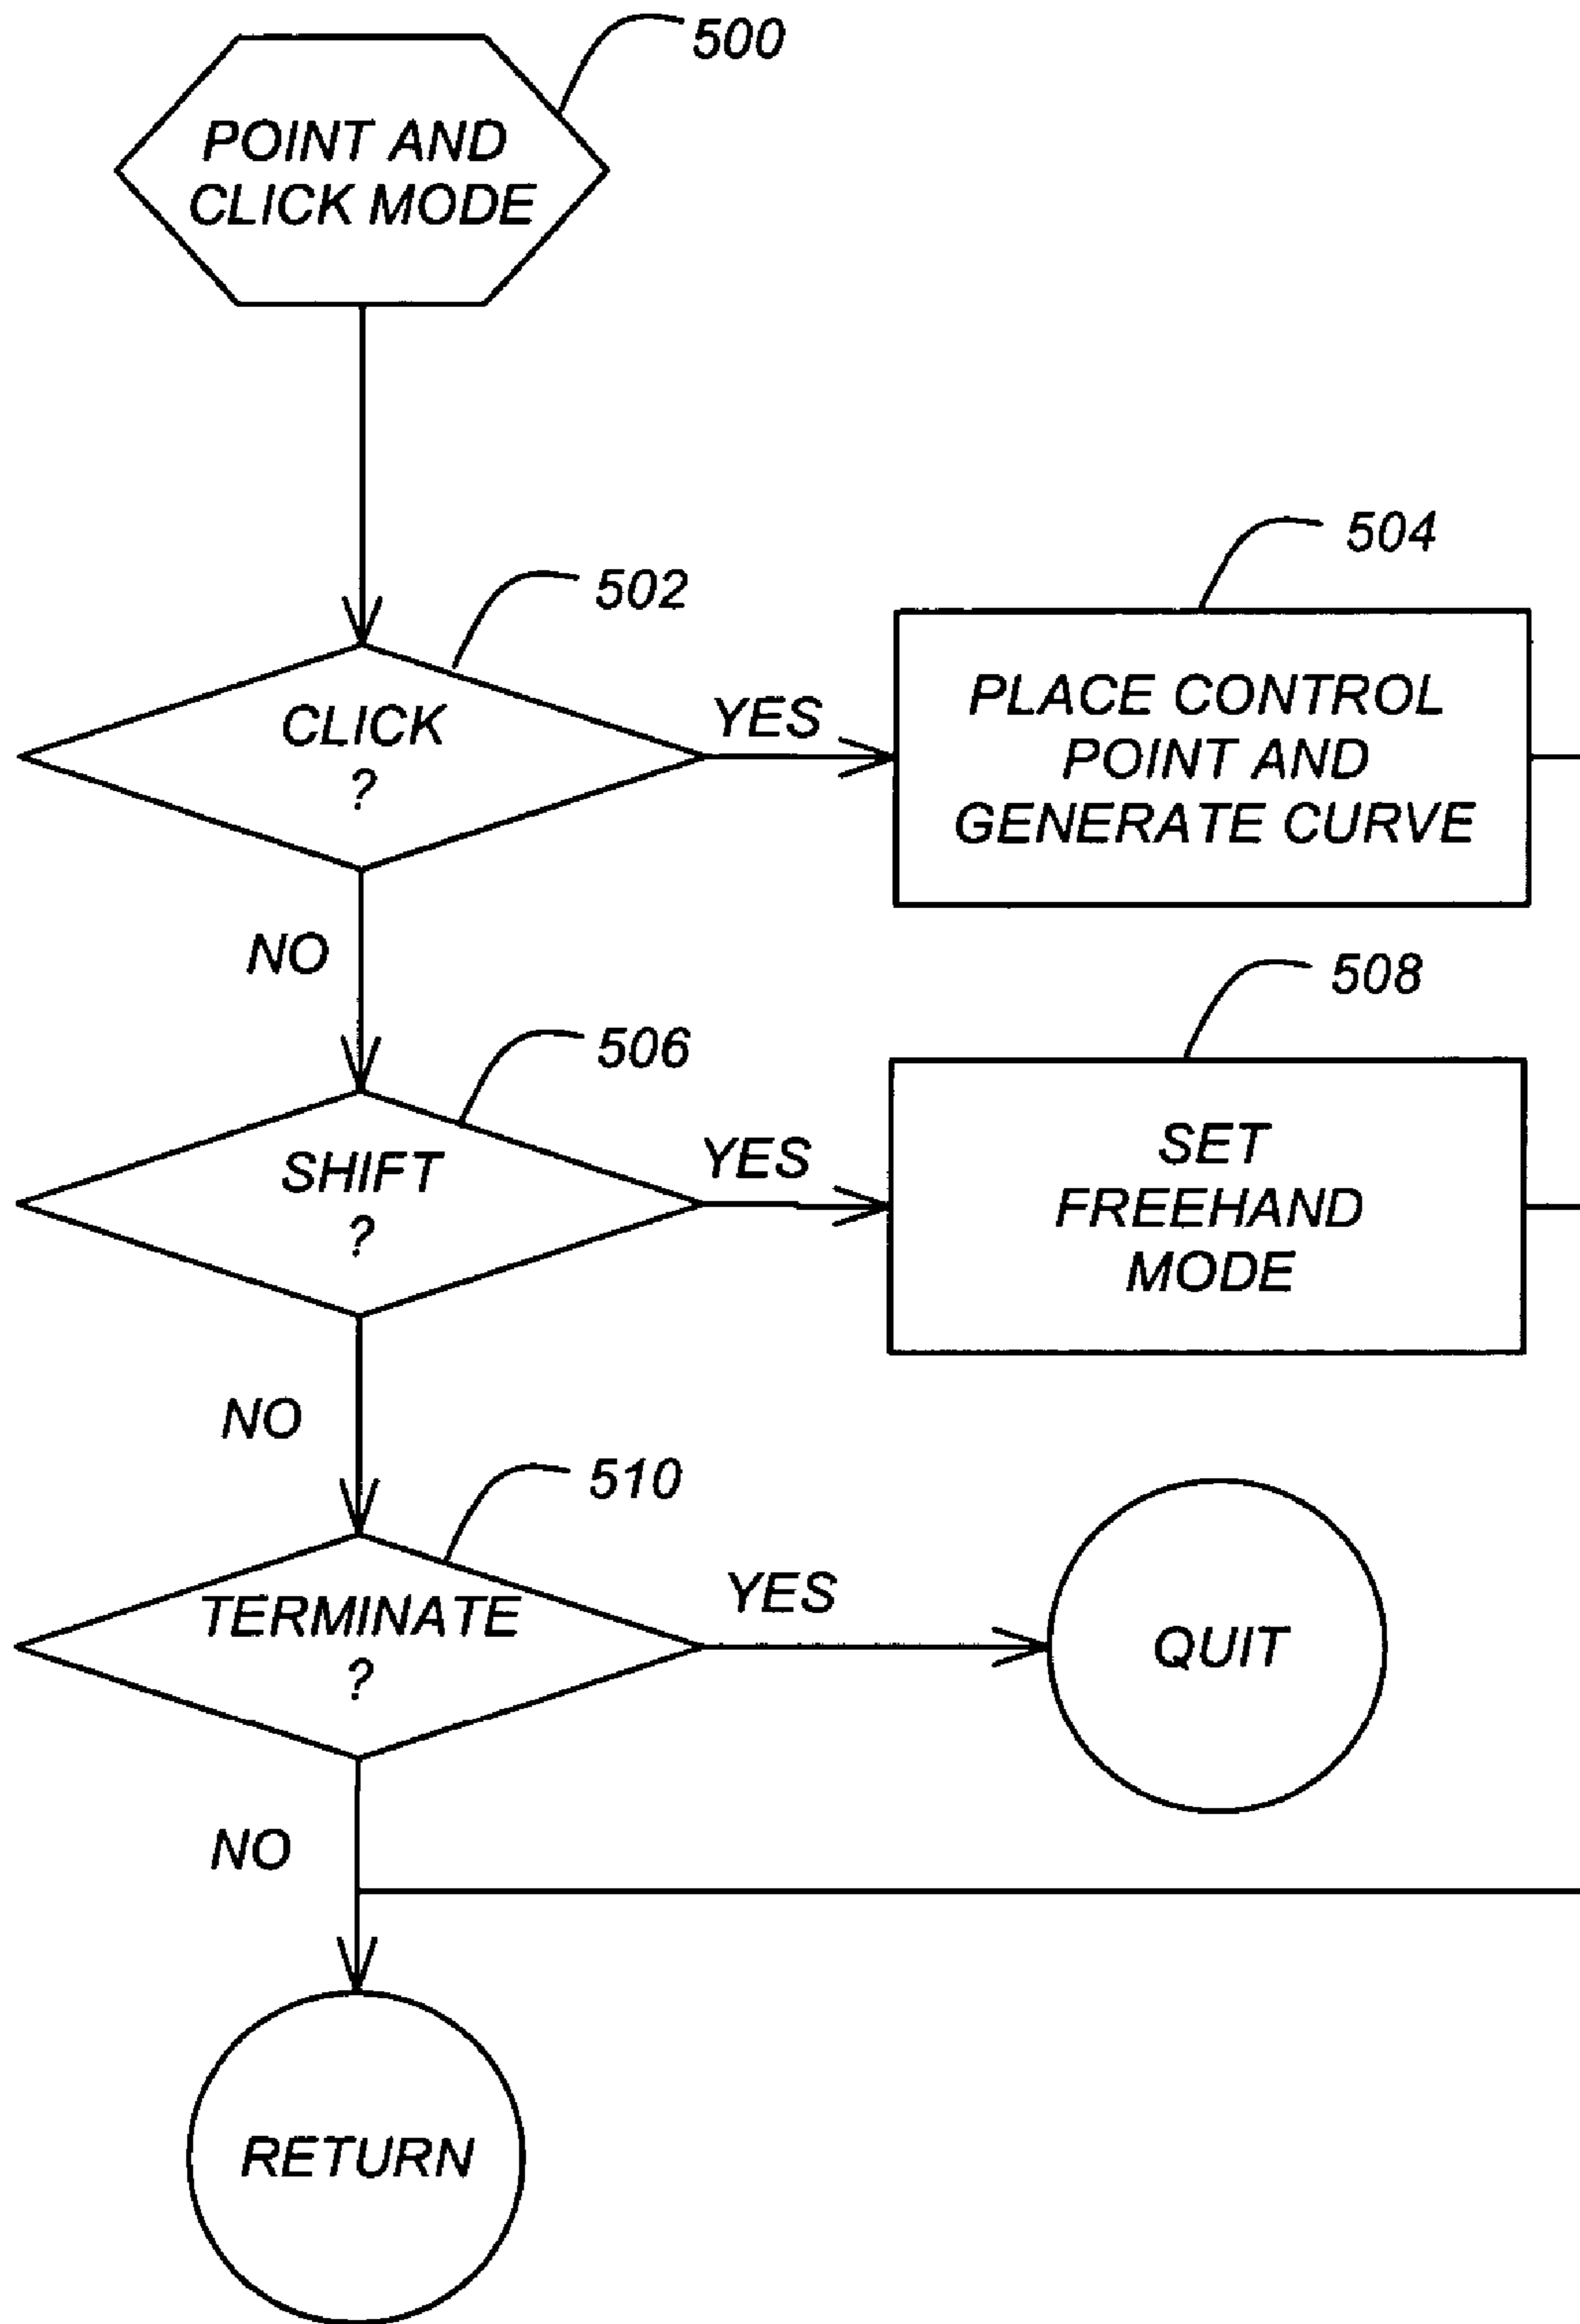 500
POINT AND
CLICK MODE
504
502
CLICK
?
YES
PLACE CONTROL
POINT AND
GENERATE CURVE
NO
508
506
SHIFT
?
YES
SET
FREEHAND
MODE
NO
510
TERMINATE
?
YES
QUIT
NO
RETURN